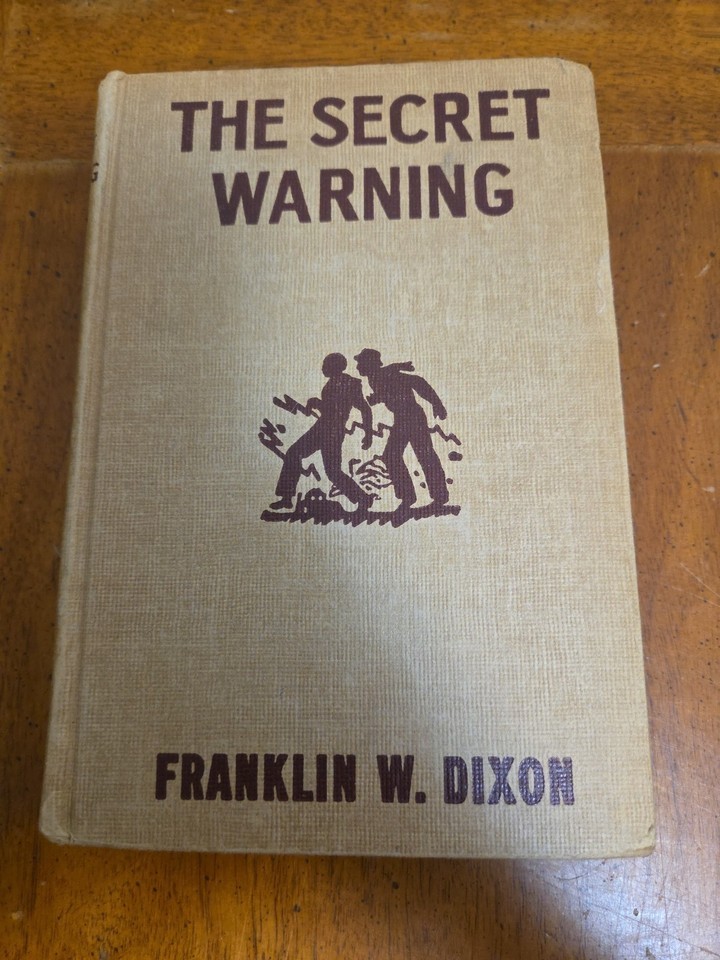 THE SECRET
WARNING
FRANKLIN W. DIXON
G